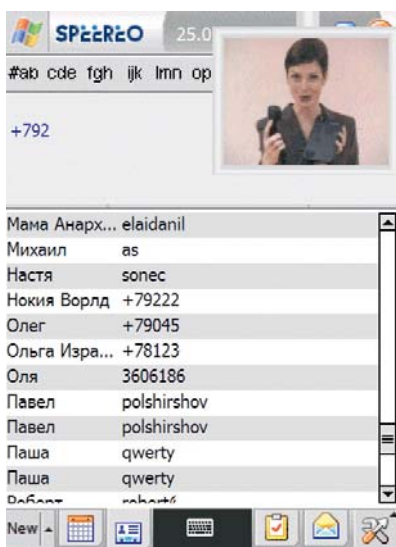 SPEEREO 25.0
#ab cde fgh ijk lmn op
+792
Мама Анарх... elaidanil
Михаил as
Настя sonec
Нокия Ворлд +79222
Олег +79045
Ольга Изра... +78123
Оля 3606186
Павел polshirshov
Павел polshirshov
Паша qwerty
Паша qwerty
New